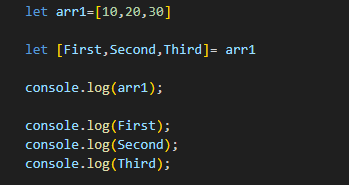 let arr1=[10,20,30]
let [First,Second,Third]= arr1
console.log(arr1);
console.log(First);
console.log(Second);
console.log(Third);